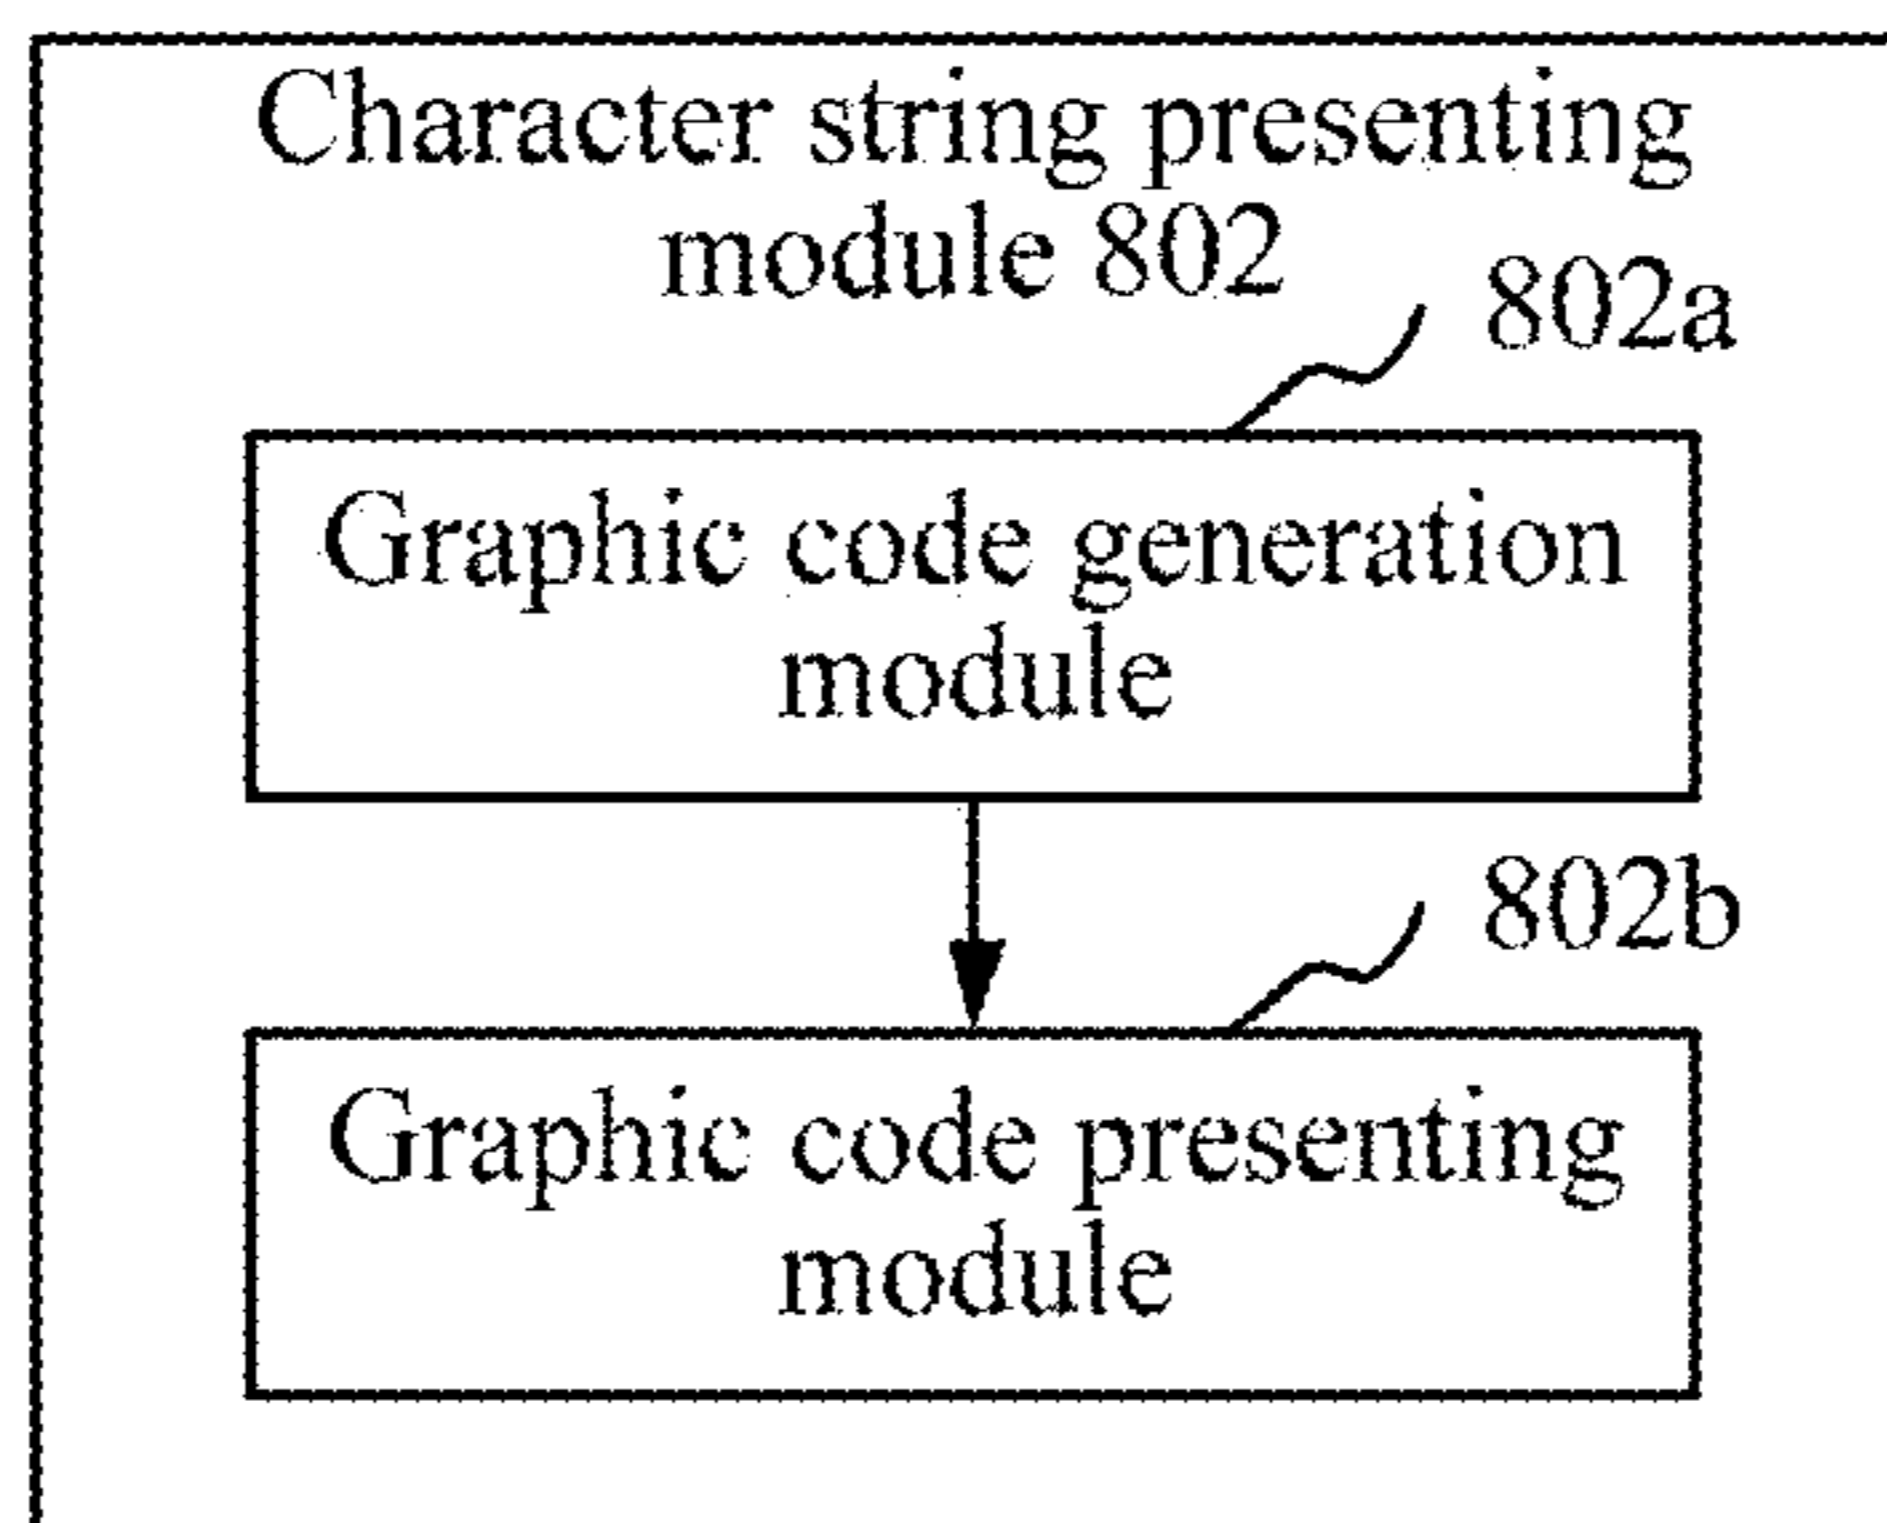 Character string presenting
module 802
802a
Graphic code generation
module
802b
Graphic code presenting
module